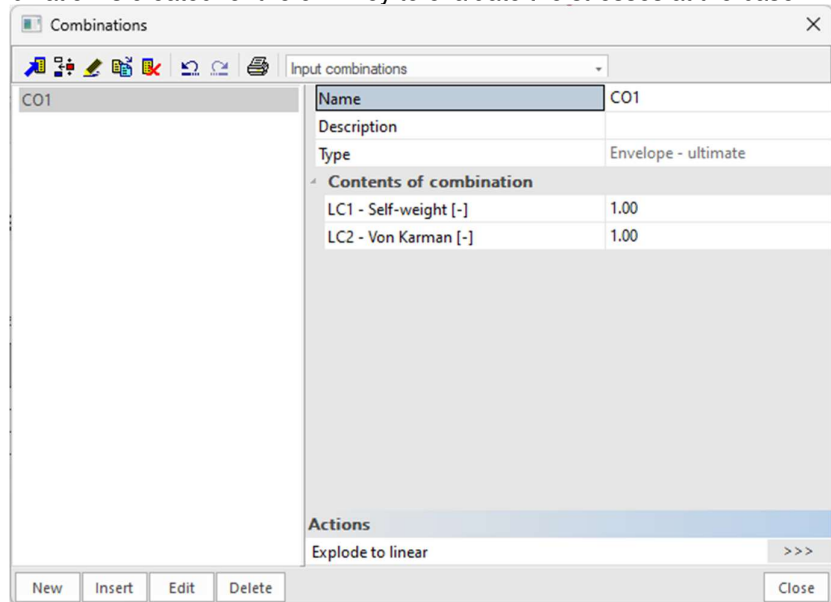 Combinations
Input combinations
CO1
Name CO1
Description
Type Envelope - ultimate
Contents of combination
LC1 - Self-weight [-] 1.00
LC2 - Von Karman [-] 1.00
Actions
Explode to linear >>>
New Insert Edit Delete Close